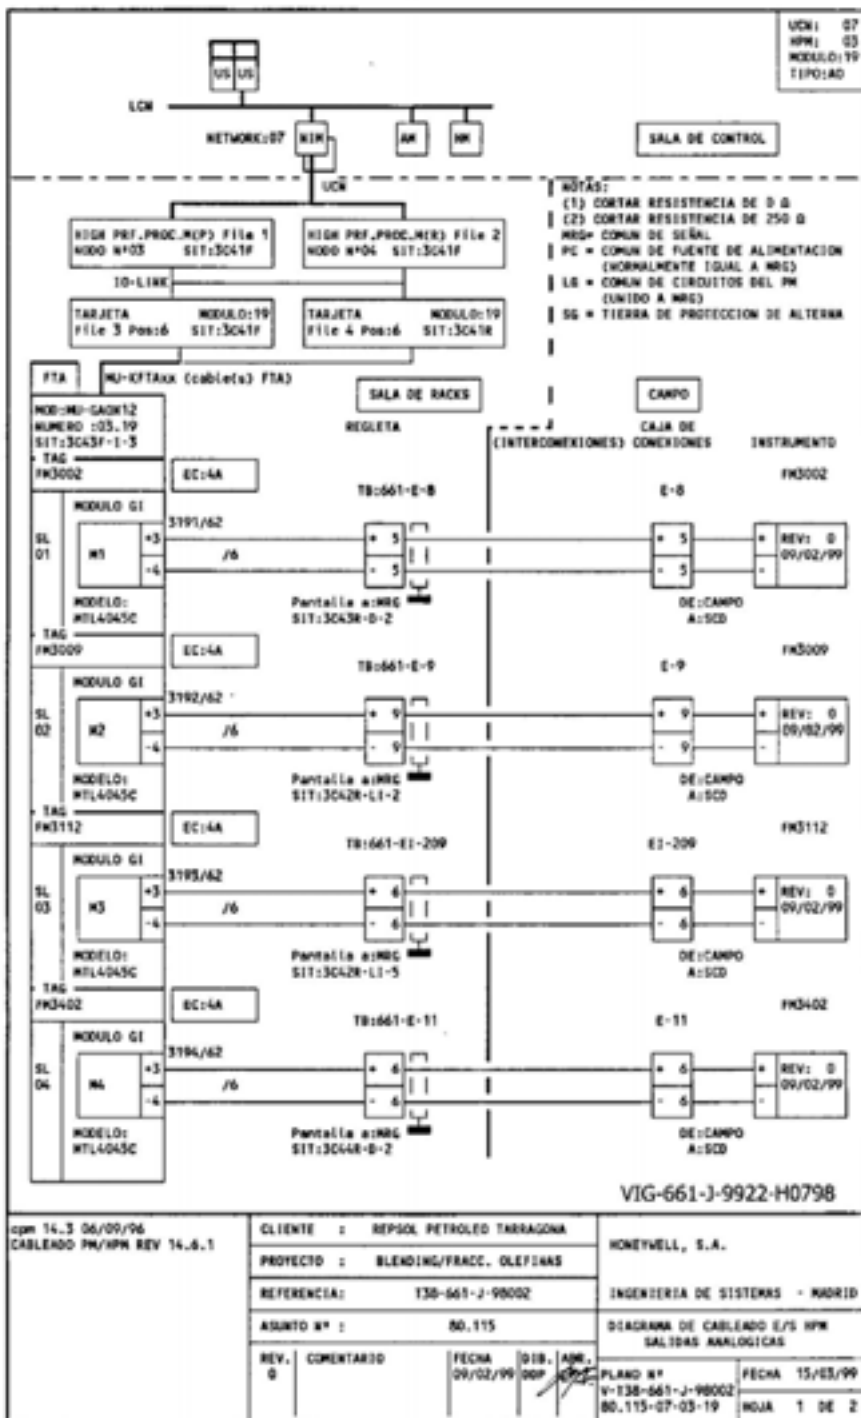 UCN: 07
HPM: 03
MODULO:19
TIPO:AO
US US
LCN
NETWORK:07
NIM
AM
HM
SALA DE CONTROL
UCN
HIGH PRF.PROC.M(P) File 1
NODO Nº03 SIT:3C41F
HIGH PRF.PROC.M(R) File 2
NODO Nº04 SIT:3C41F
IO-LINK
TARJETA MODULO:19
File 3 Pos:6 SIT:3C41F
TARJETA MODULO:19
File 4 Pos:6 SIT:3C41R
NOTAS:
(1) CORTAR RESISTENCIA DE 0 Ω
(2) CORTAR RESISTENCIA DE 250 Ω
MRG= COMUN DE SEÑAL
PC = COMUN DE FUENTE DE ALIMENTACION
(NORMALMENTE IGUAL A MRG)
LG = COMUN DE CIRCUITOS DEL PM
(UNIDO A MRG)
SG = TIERRA DE PROTECCION DE ALTERNA
FTA
MU-KFTAxx (cable(s) FTA)
SALA DE RACKS
CAMPO
MOD:MU-GAOX12
NUMERO :03.19
SIT:3C43F-I-3
REGLETA
CAJA DE
(INTERCONEXIONES) CONEXIONES INSTRUMENTO
TAG
FM3002
EC:4A
TB:661-E-8
E-8
FM3002
MODULO GI
SL
01
M1
+3
-4
3191/62
/6
+ 5
- 5
+ 5
- 5
+
-
REV: 0
09/02/99
MODELO:
MTL4045C
Pantalla a:MRG
SIT:3C43R-D-2
DE:CAMPO
A:SCD
TAG
FM3009
EC:4A
TB:661-E-9
E-9
FM3009
MODULO GI
SL
02
M2
+3
-4
3192/62
/6
+ 9
- 9
+ 9
- 9
+
-
REV: 0
09/02/99
MODELO:
MTL4045C
Pantalla a:MRG
SIT:3C42R-LI-2
DE:CAMPO
A:SCD
TAG
FM3112
EC:4A
TB:661-EI-209
EI-209
FM3112
MODULO GI
SL
03
M3
+3
-4
3193/62
/6
+ 6
- 6
+ 6
- 6
+
-
REV: 0
09/02/99
MODELO:
MTL4045C
Pantalla a:MRG
SIT:3C42R-LI-5
DE:CAMPO
A:SCD
TAG
FM3402
EC:4A
TB:661-E-11
E-11
FM3402
MODULO GI
SL
04
M4
+3
-4
3194/62
/6
+ 6
- 6
+ 6
- 6
+
-
REV: 0
09/02/99
MODELO:
MTL4045C
Pantalla a:MRG
SIT:3C44R-D-2
DE:CAMPO
A:SCD
VIG-661-J-9922-H0798
cpm 14.3 06/09/96
CABLEADO PM/HPM REV 14.6.1
CLIENTE : REPSOL PETROLEO TARRAGONA
PROYECTO : BLENDING/FRACC. OLEFINAS
REFERENCIA: T38-661-J-98002
ASUNTO Nº : 80.115
REV. COMENTARIO FECHA DIB. APR.
0 09/02/99 DDP
HONEYWELL, S.A.
INGENIERIA DE SISTEMAS - MADRID
DIAGRAMA DE CABLEADO E/S HPM
SALIDAS ANALOGICAS
PLANO Nº
V-T38-661-J-98002
80.115-07-03-19
FECHA 15/03/99
HOJA 1 DE 2